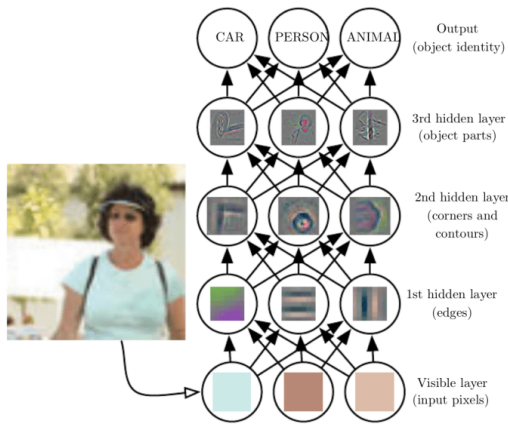 CAR PERSON ANIMAL
Output
(object identity)
3rd hidden layer
(object parts)
2nd hidden layer
(corners and
contours)
1st hidden layer
(edges)
Visible layer
(input pixels)